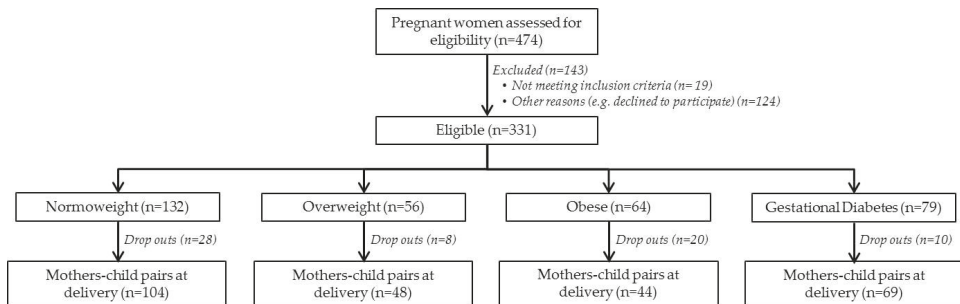 Pregnant women assessed for
eligibility (n=474)
Excluded (n=143)
• Not meeting inclusion criteria (n= 19)
• Other reasons (e.g. declined to participate) (n=124)
Eligible (n=331)
Normoweight (n=132)
Overweight (n=56)
Obese (n=64)
Gestational Diabetes (n=79)
Drop outs (n=28)
Drop outs (n=8)
Drop outs (n=20)
Drop outs (n=10)
Mothers-child pairs at
delivery (n=104)
Mothers-child pairs at
delivery (n=48)
Mothers-child pairs at
delivery (n=44)
Mothers-child pairs at
delivery (n=69)